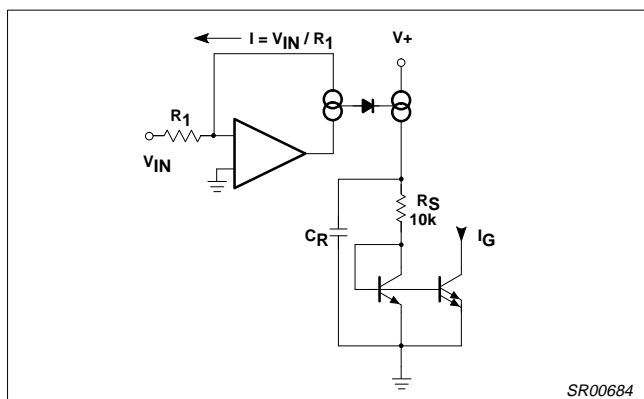 I = VIN / R1
V+
R1
VIN
RS
10k
CR
IG
SR00684